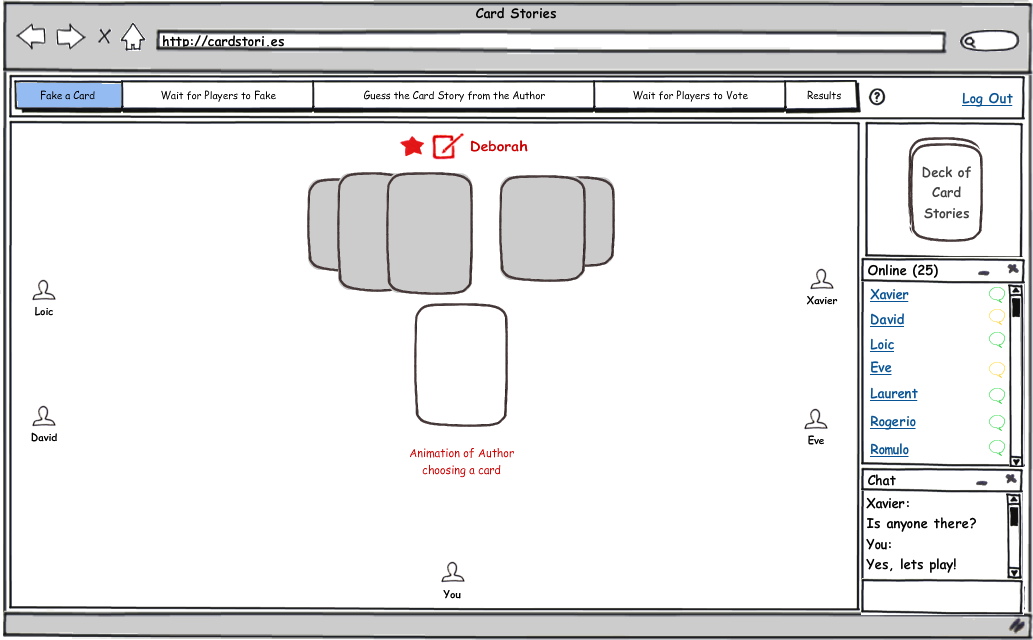 Card Stories
http://cardstori.es
Fake a Card
Wait for Players to Fake
Guess the Card Story from the Author
Wait for Players to Vote
Results
?
Log Out
Deborah
Deck of
Card
Stories
Loic
Xavier
David
Eve
Animation of Author
choosing a card
You
Online (25)
Xavier
David
Loic
Eve
Laurent
Rogerio
Romulo
Chat
Xavier:
Is anyone there?
You:
Yes, lets play!